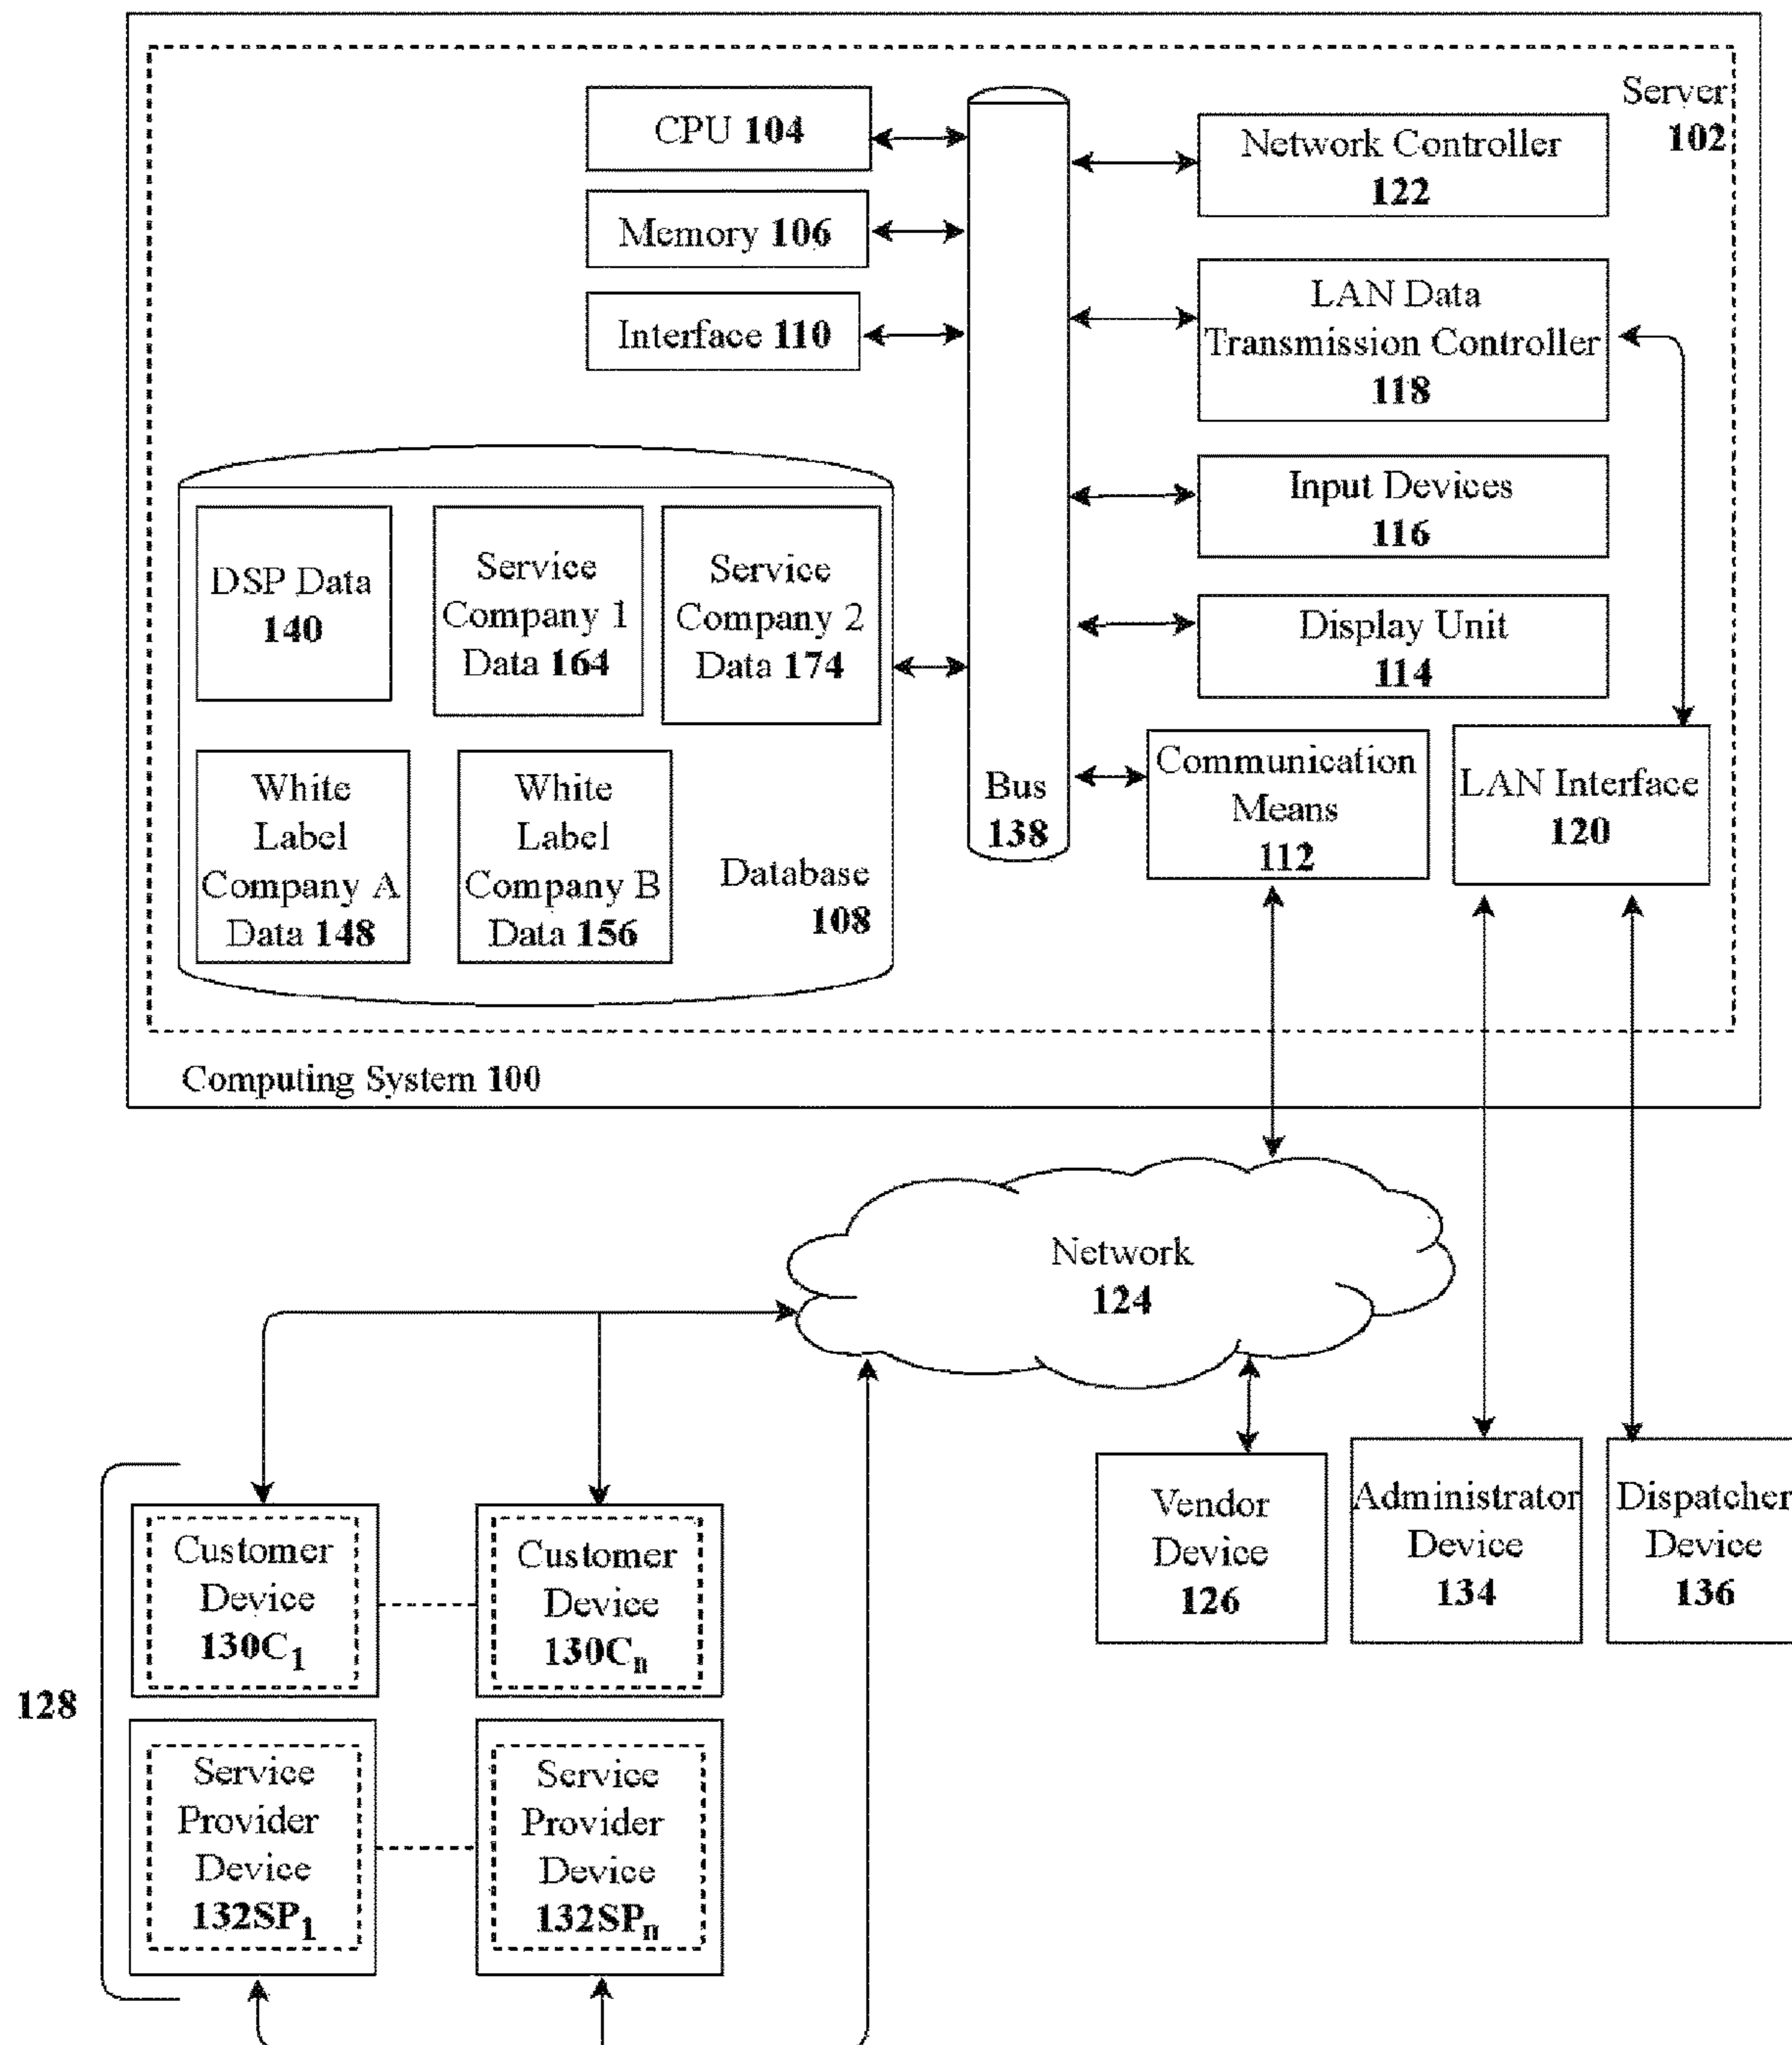 Server
102
CPU 104
Memory 106
Interface 110
Network Controller
122
LAN Data
Transmission Controller
118
Input Devices
116
Display Unit
114
Communication
Means
112
LAN Interface
120
Bus
138
DSP Data
140
Service
Company 1
Data 164
Service
Company 2
Data 174
White
Label
Company A
Data 148
White
Label
Company B
Data 156
Database
108
Computing System 100
Network
124
Vendor
Device
126
Administrator
Device
134
Dispatcher
Device
136
128
Customer
Device
130C1
Customer
Device
130Cn
Service
Provider
Device
132SP1
Service
Provider
Device
132SPn